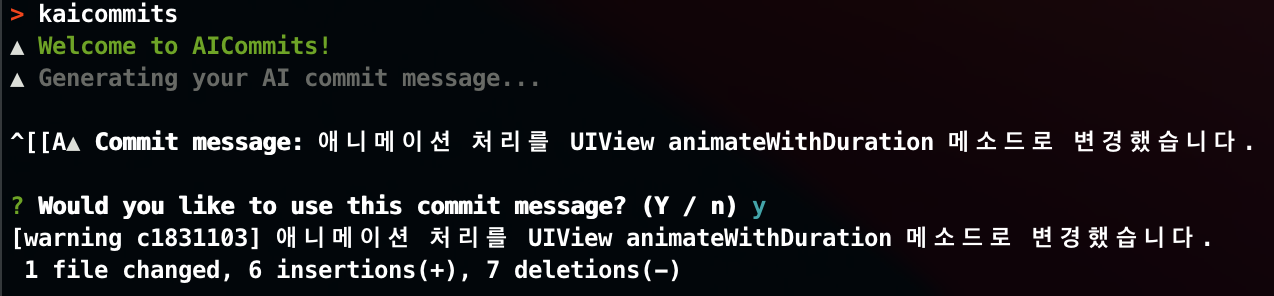 > kaicommits
▲ Welcome to AICommits!
▲ Generating your AI commit message...
^[[A▲ Commit message: 애니메이션 처리를 UIView animateWithDuration 메소드로 변경했습니다.
? Would you like to use this commit message? (Y / n) y
[warning c1831103] 애니메이션 처리를 UIView animateWithDuration 메소드로 변경했습니다.
1 file changed, 6 insertions(+), 7 deletions(-)